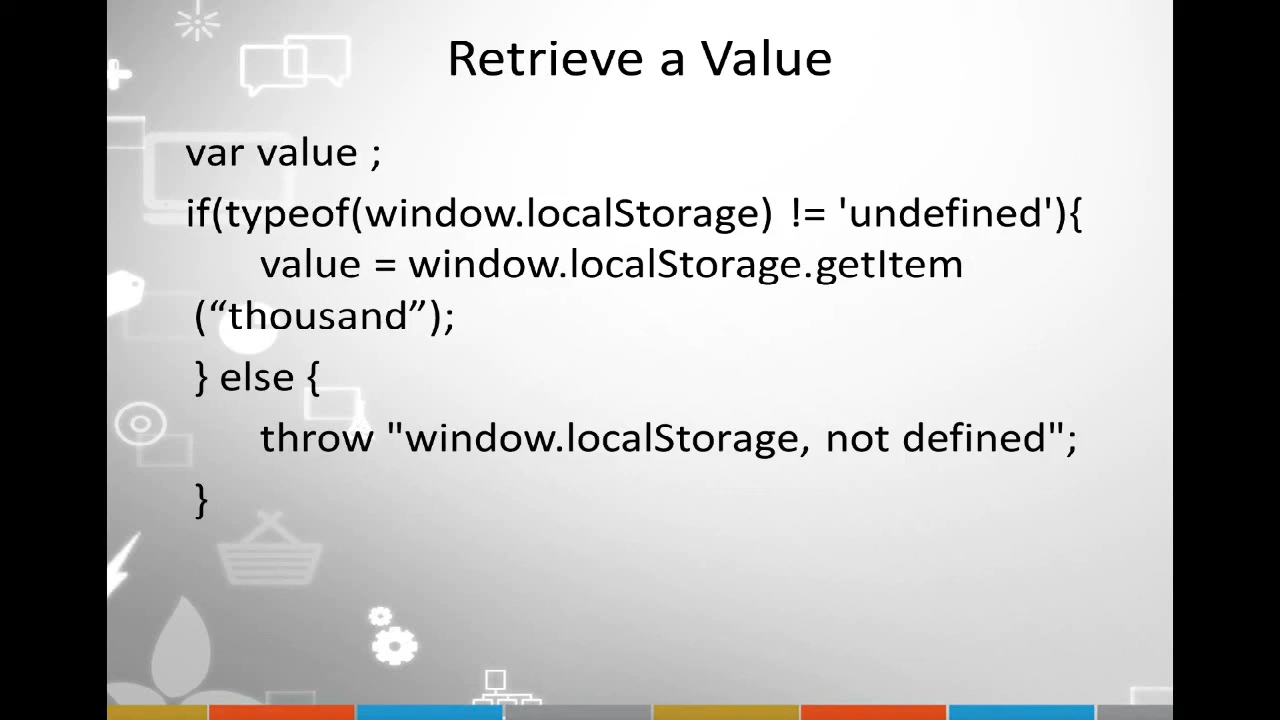 Retrieve a Value
var value ;
if(typeof(window.localStorage) != 'undefined'){
value = window.localStorage.getItem
(“thousand”);
} else {
throw "window.localStorage, not defined";
}